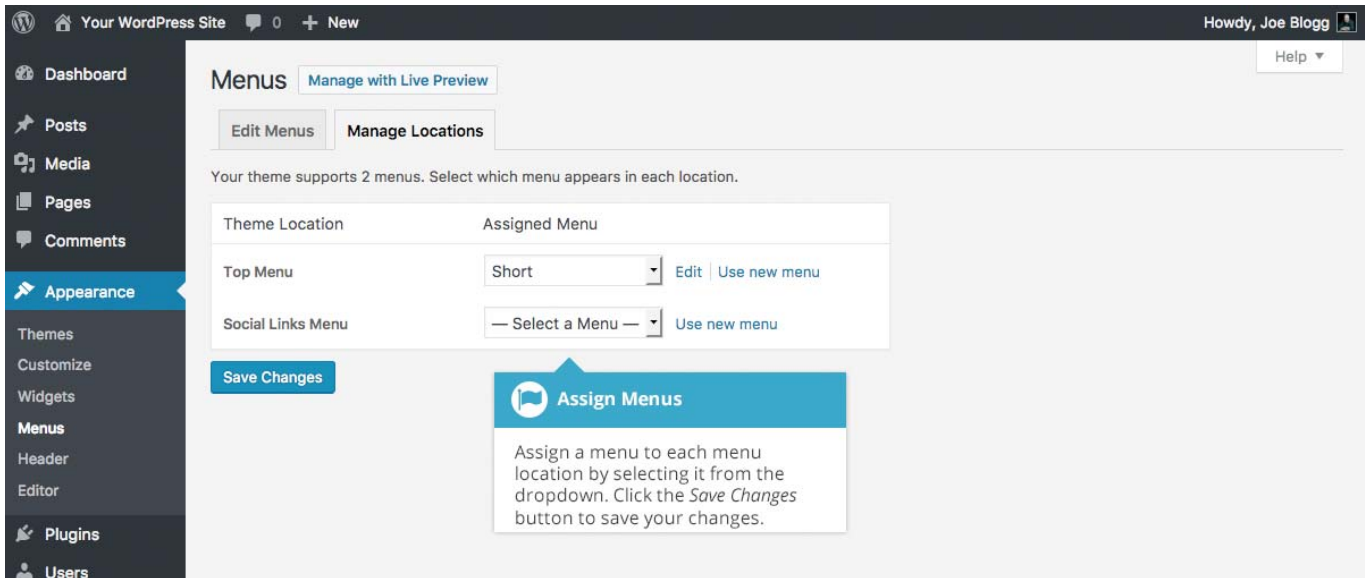 Your WordPress Site 0 + New Howdy, Joe Blogg
Help
Dashboard
Posts
Media
Pages
Comments
Appearance
Themes
Customize
Widgets
Menus
Header
Editor
Plugins
Users
Menus Manage with Live Preview
Edit Menus Manage Locations
Your theme supports 2 menus. Select which menu appears in each location.
Theme Location Assigned Menu
Top Menu Short Edit Use new menu
Social Links Menu — Select a Menu — Use new menu
Save Changes
Assign Menus
Assign a menu to each menu
location by selecting it from the
dropdown. Click the Save Changes
button to save your changes.